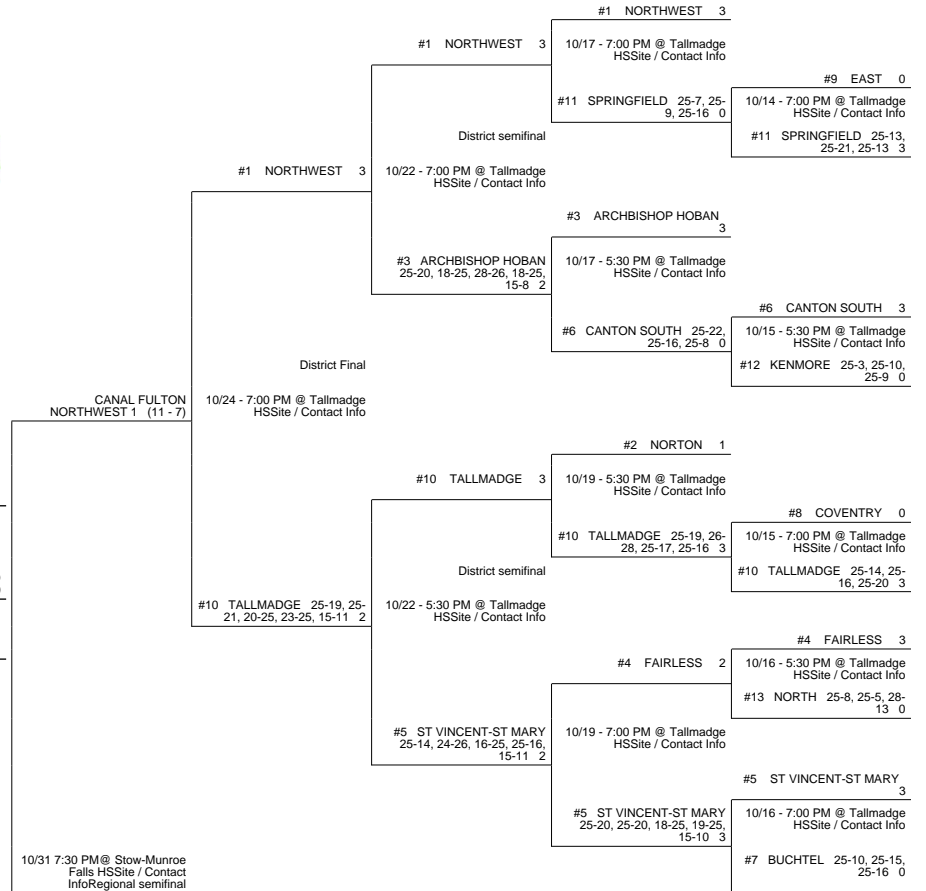 #1 NORTHWEST 3
#1 NORTHWEST 3
10/17 - 7:00 PM @ Tallmadge
HSSite / Contact Info
#9 EAST 0
#11 SPRINGFIELD 25-7, 25-
9, 25-16 0
10/14 - 7:00 PM @ Tallmadge
HSSite / Contact Info
#11 SPRINGFIELD 25-13,
25-21, 25-13 3
District semifinal
#1 NORTHWEST 3
10/22 - 7:00 PM @ Tallmadge
HSSite / Contact Info
#3 ARCHBISHOP HOBAN
3
#3 ARCHBISHOP HOBAN
25-20, 18-25, 28-26, 18-25,
15-8 2
10/17 - 5:30 PM @ Tallmadge
HSSite / Contact Info
#6 CANTON SOUTH 3
#6 CANTON SOUTH 25-22,
25-16, 25-8 0
10/15 - 5:30 PM @ Tallmadge
HSSite / Contact Info
#12 KENMORE 25-3, 25-10,
25-9 0
District Final
CANAL FULTON
NORTHWEST 1 (11 - 7)
10/24 - 7:00 PM @ Tallmadge
HSSite / Contact Info
#2 NORTON 1
#10 TALLMADGE 3
10/19 - 5:30 PM @ Tallmadge
HSSite / Contact Info
#8 COVENTRY 0
#10 TALLMADGE 25-19, 26-
28, 25-17, 25-16 3
10/15 - 7:00 PM @ Tallmadge
HSSite / Contact Info
#10 TALLMADGE 25-14, 25-
16, 25-20 3
District semifinal
#10 TALLMADGE 25-19, 25-
21, 20-25, 23-25, 15-11 2
10/22 - 5:30 PM @ Tallmadge
HSSite / Contact Info
#4 FAIRLESS 3
#4 FAIRLESS 2
10/16 - 5:30 PM @ Tallmadge
HSSite / Contact Info
#13 NORTH 25-8, 25-5, 28-
13 0
#5 ST VINCENT-ST MARY
25-14, 24-26, 16-25, 25-16,
15-11 2
10/19 - 7:00 PM @ Tallmadge
HSSite / Contact Info
#5 ST VINCENT-ST MARY
3
#5 ST VINCENT-ST MARY
25-20, 25-20, 18-25, 19-25,
15-10 3
10/16 - 7:00 PM @ Tallmadge
HSSite / Contact Info
#7 BUCHTEL 25-10, 25-15,
25-16 0
10/31 7:30 PM@ Stow-Munroe
Falls HSSite / Contact
InfoRegional semifinal